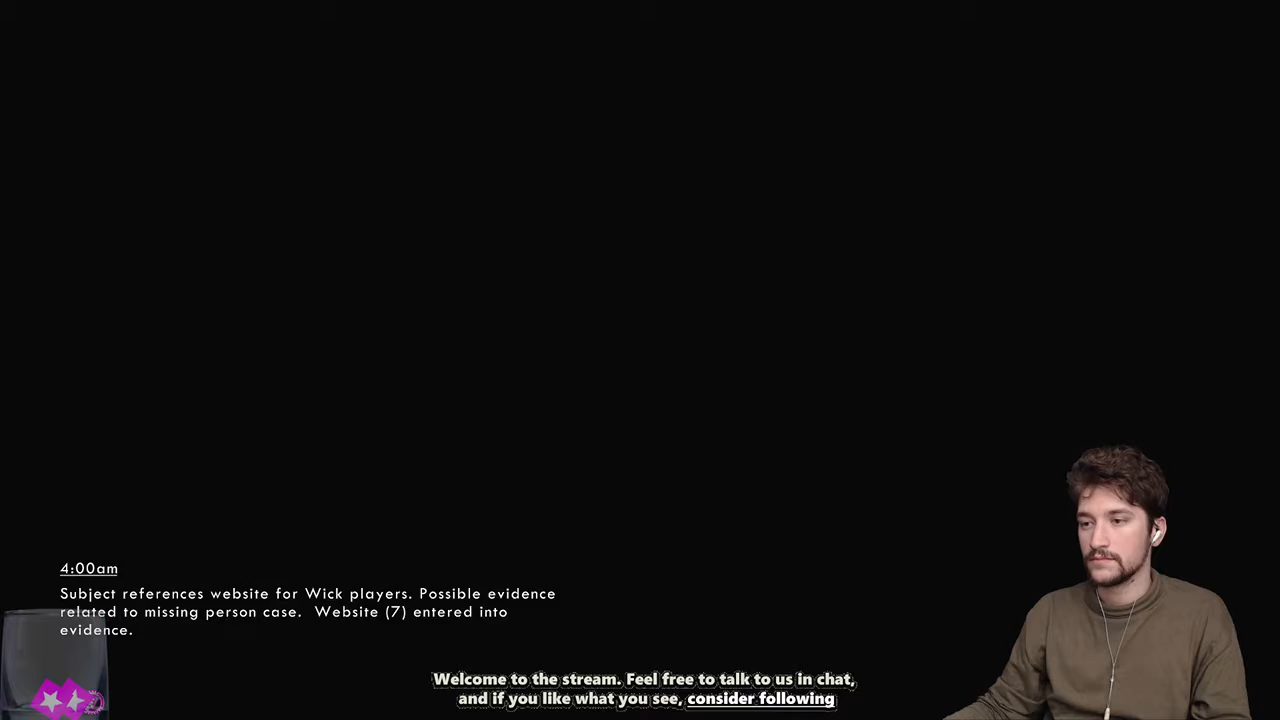 4:00am
Subject references website for Wick players. Possible evidence
related to missing person case.  Website (7) entered into
evidence.
Welcome to the stream. Feel free to talk to us in chat,
and if you like what you see, consider following